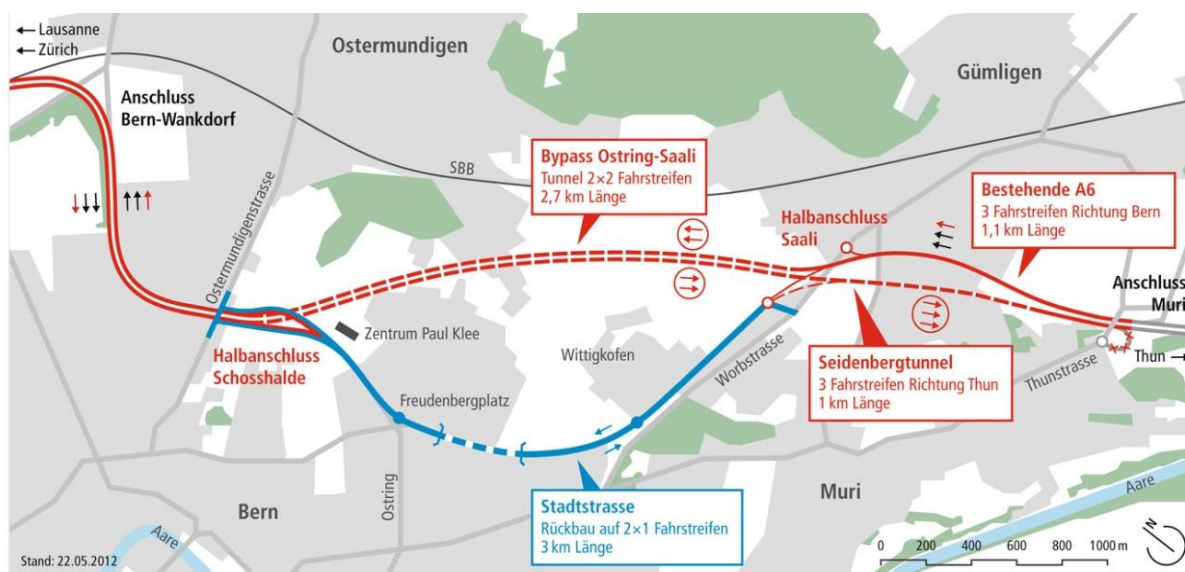 ← Lausanne
← Zürich
Ostermundigen
Gümligen
Anschluss
Bern-Wankdorf
SBB
Bypass Ostring-Saali
Tunnel 2×2 Fahrstreifen
2,7 km Länge
Halbanschluss
Saali
Bestehende A6
3 Fahrstreifen Richtung Bern
1,1 km Länge
Ostermundigenstrasse
Anschluss
Muri
Thun →
Zentrum Paul Klee
Halbanschluss
Schosshalde
Wittigkofen
Worbstrasse
Seidenbergtunnel
3 Fahrstreifen Richtung Thun
1 km Länge
Thunstrasse
Freudenbergplatz
Ostring
Bern
Stadtstrasse
Rückbau auf 2×1 Fahrstreifen
3 km Länge
Muri
Aare
Aare
N
0 200 400 600 800 1000 m
Stand: 22.05.2012